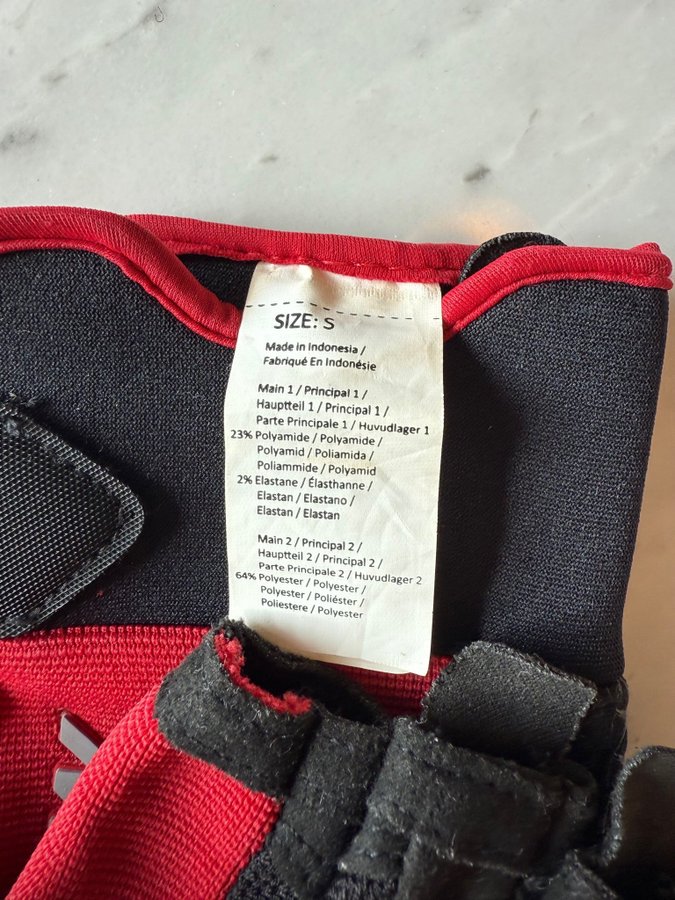 SIZE: S
Made in Indonesia /
Fabriqué En Indonésie
Main 1 / Principal 1 /
Hauptteil 1 / Principal 1 /
Parte Principale 1 / Huvudlager 1
23% Polyamide / Polyamide /
Polyamid / Poliamida /
Poliammide / Polyamid
2% Elastane / Élasthanne /
Elastan / Elastano /
Elastan / Elastan
Main 2 / Principal 2 /
Hauptteil 2 / Principal 2 /
Parte Principale 2 / Huvudlager 2
64% Polyester / Polyester /
Polyester / Poliéster /
Poliestere / Polyester